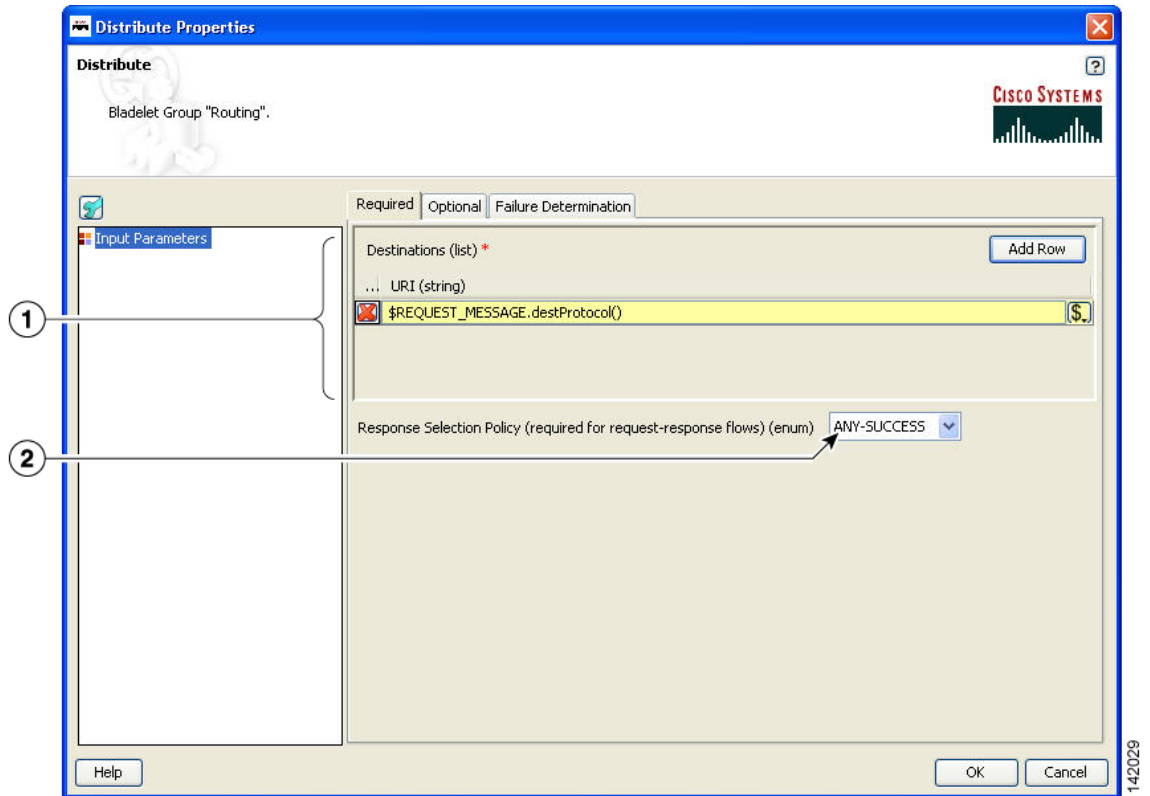 Distribute Properties
Distribute
?
Bladelet Group "Routing".
CISCO SYSTEMS
Required Optional Failure Determination
Input Parameters
Destinations (list) *
Add Row
... URI (string)
$REQUEST_MESSAGE.destProtocol()
$
1
Response Selection Policy (required for request-response flows) (enum) ANY-SUCCESS
2
Help
OK
Cancel
142029